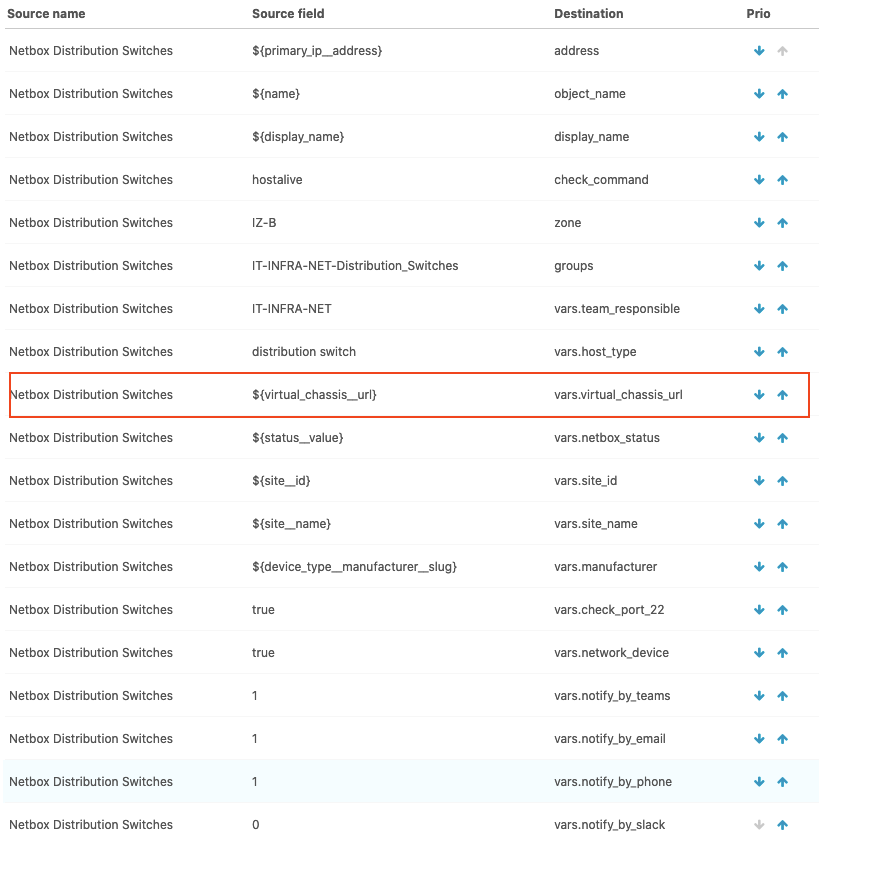 Source name Source field Destination Prio
Netbox Distribution Switches ${primary_ip__address} address
Netbox Distribution Switches ${name} object_name
Netbox Distribution Switches ${display_name} display_name
Netbox Distribution Switches hostalive check_command
Netbox Distribution Switches IZ-B zone
Netbox Distribution Switches IT-INFRA-NET-Distribution_Switches groups
Netbox Distribution Switches IT-INFRA-NET vars.team_responsible
Netbox Distribution Switches distribution switch vars.host_type
Netbox Distribution Switches ${virtual_chassis__url} vars.virtual_chassis_url
Netbox Distribution Switches ${status__value} vars.netbox_status
Netbox Distribution Switches ${site__id} vars.site_id
Netbox Distribution Switches ${site__name} vars.site_name
Netbox Distribution Switches ${device_type__manufacturer__slug} vars.manufacturer
Netbox Distribution Switches true vars.check_port_22
Netbox Distribution Switches true vars.network_device
Netbox Distribution Switches 1 vars.notify_by_teams
Netbox Distribution Switches 1 vars.notify_by_email
Netbox Distribution Switches 1 vars.notify_by_phone
Netbox Distribution Switches 0 vars.notify_by_slack